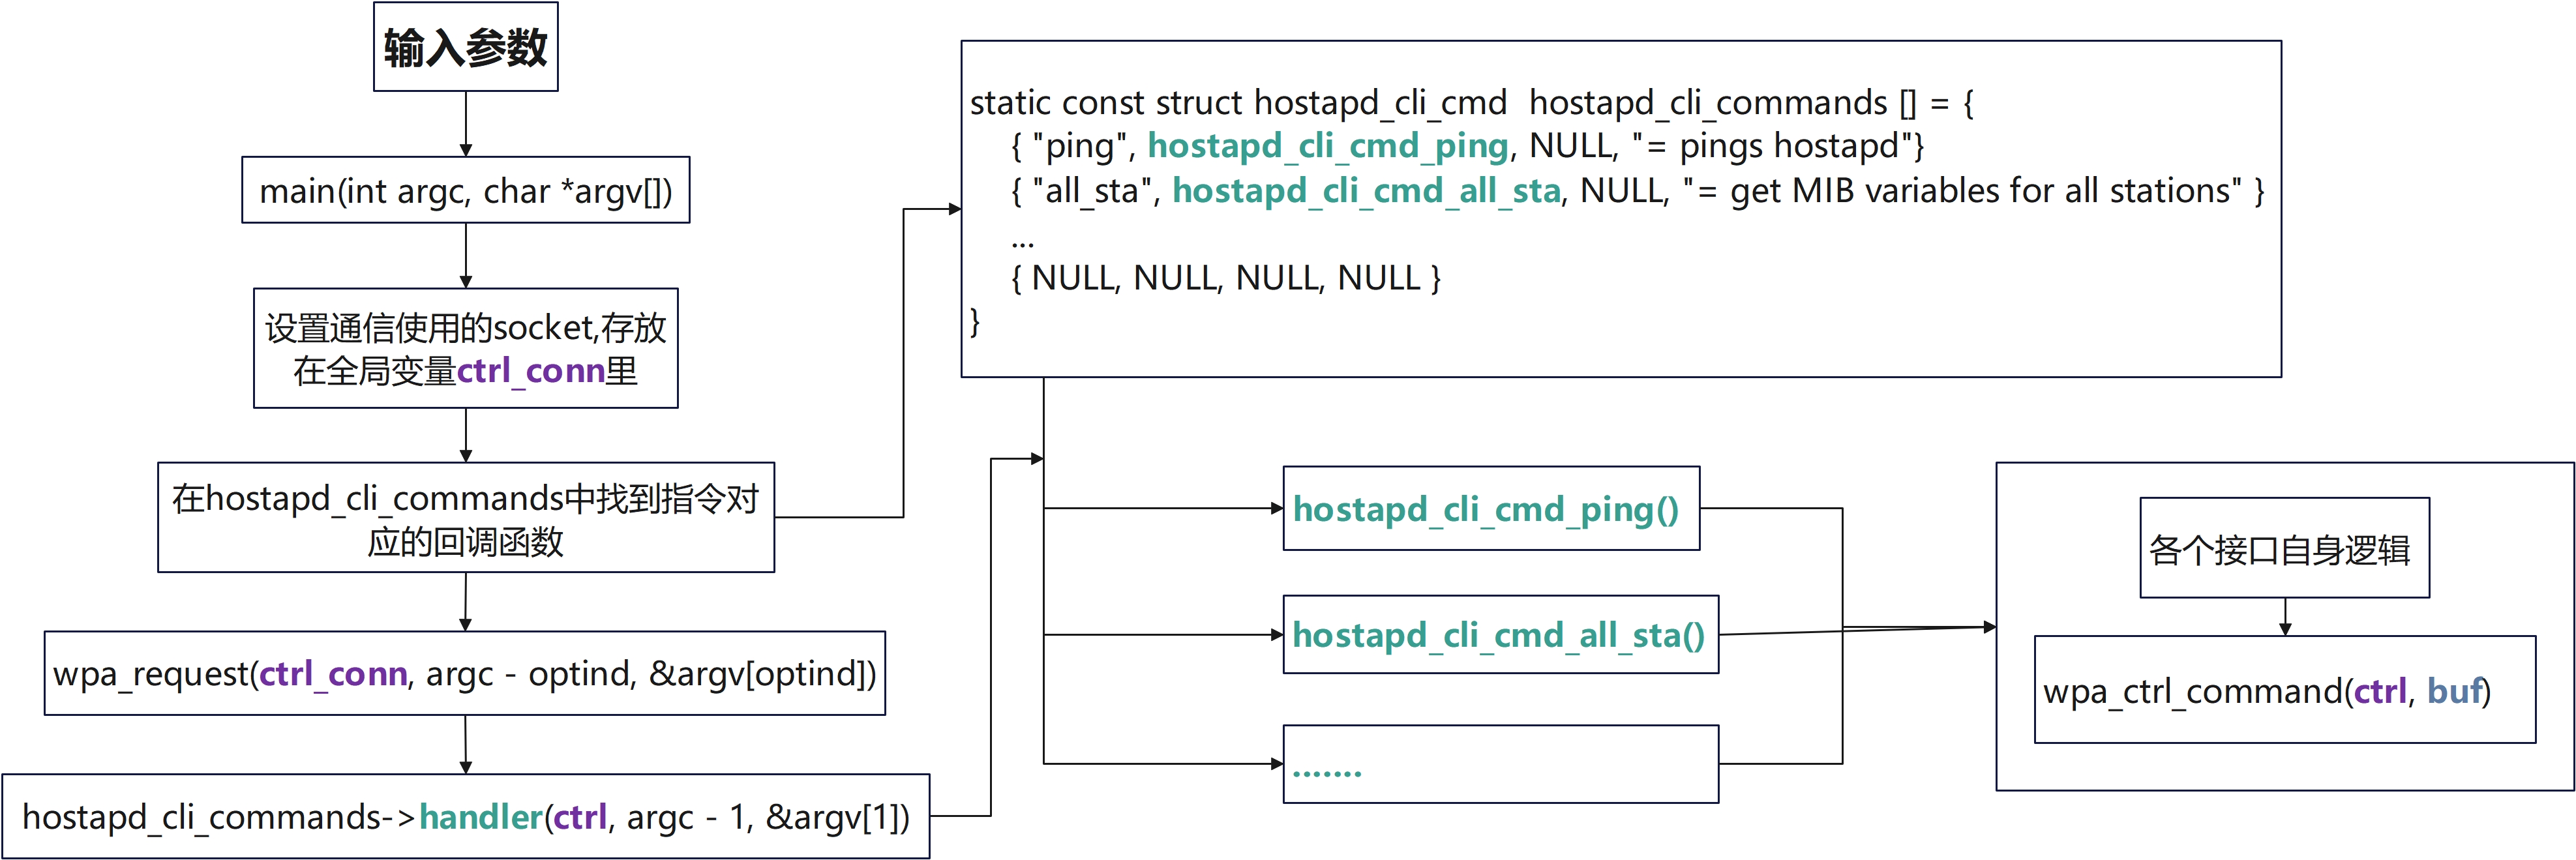 输入参数
main(int argc, char *argv[])
设置通信使用的socket,存放
在全局变量ctrl_conn里
在hostapd_cli_commands中找到指令对
应的回调函数
wpa_request(ctrl_conn, argc - optind, &argv[optind])
hostapd_cli_commands->handler(ctrl, argc - 1, &argv[1])
static const struct hostapd_cli_cmd  hostapd_cli_commands [] = {
{ "ping", hostapd_cli_cmd_ping, NULL, "= pings hostapd"}
{ "all_sta", hostapd_cli_cmd_all_sta, NULL, "= get MIB variables for all stations" }
...
{ NULL, NULL, NULL, NULL }
}
hostapd_cli_cmd_ping()
hostapd_cli_cmd_all_sta()
.......
各个接口自身逻辑
wpa_ctrl_command(ctrl, buf)